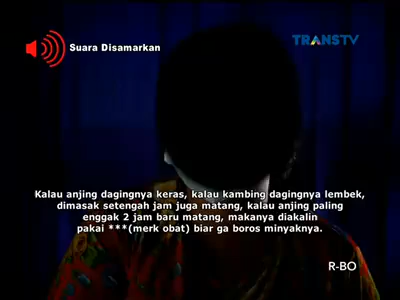 Suara Disamarkan
TRANSTV
Kalau anjing dagingnya keras, kalau kambing dagingnya lembek,
dimasak setengah jam juga matang, kalau anjing paling
enggak 2 jam baru matang, makanya diakalin
pakai ***(merk obat) biar ga boros minyaknya.
R-BO